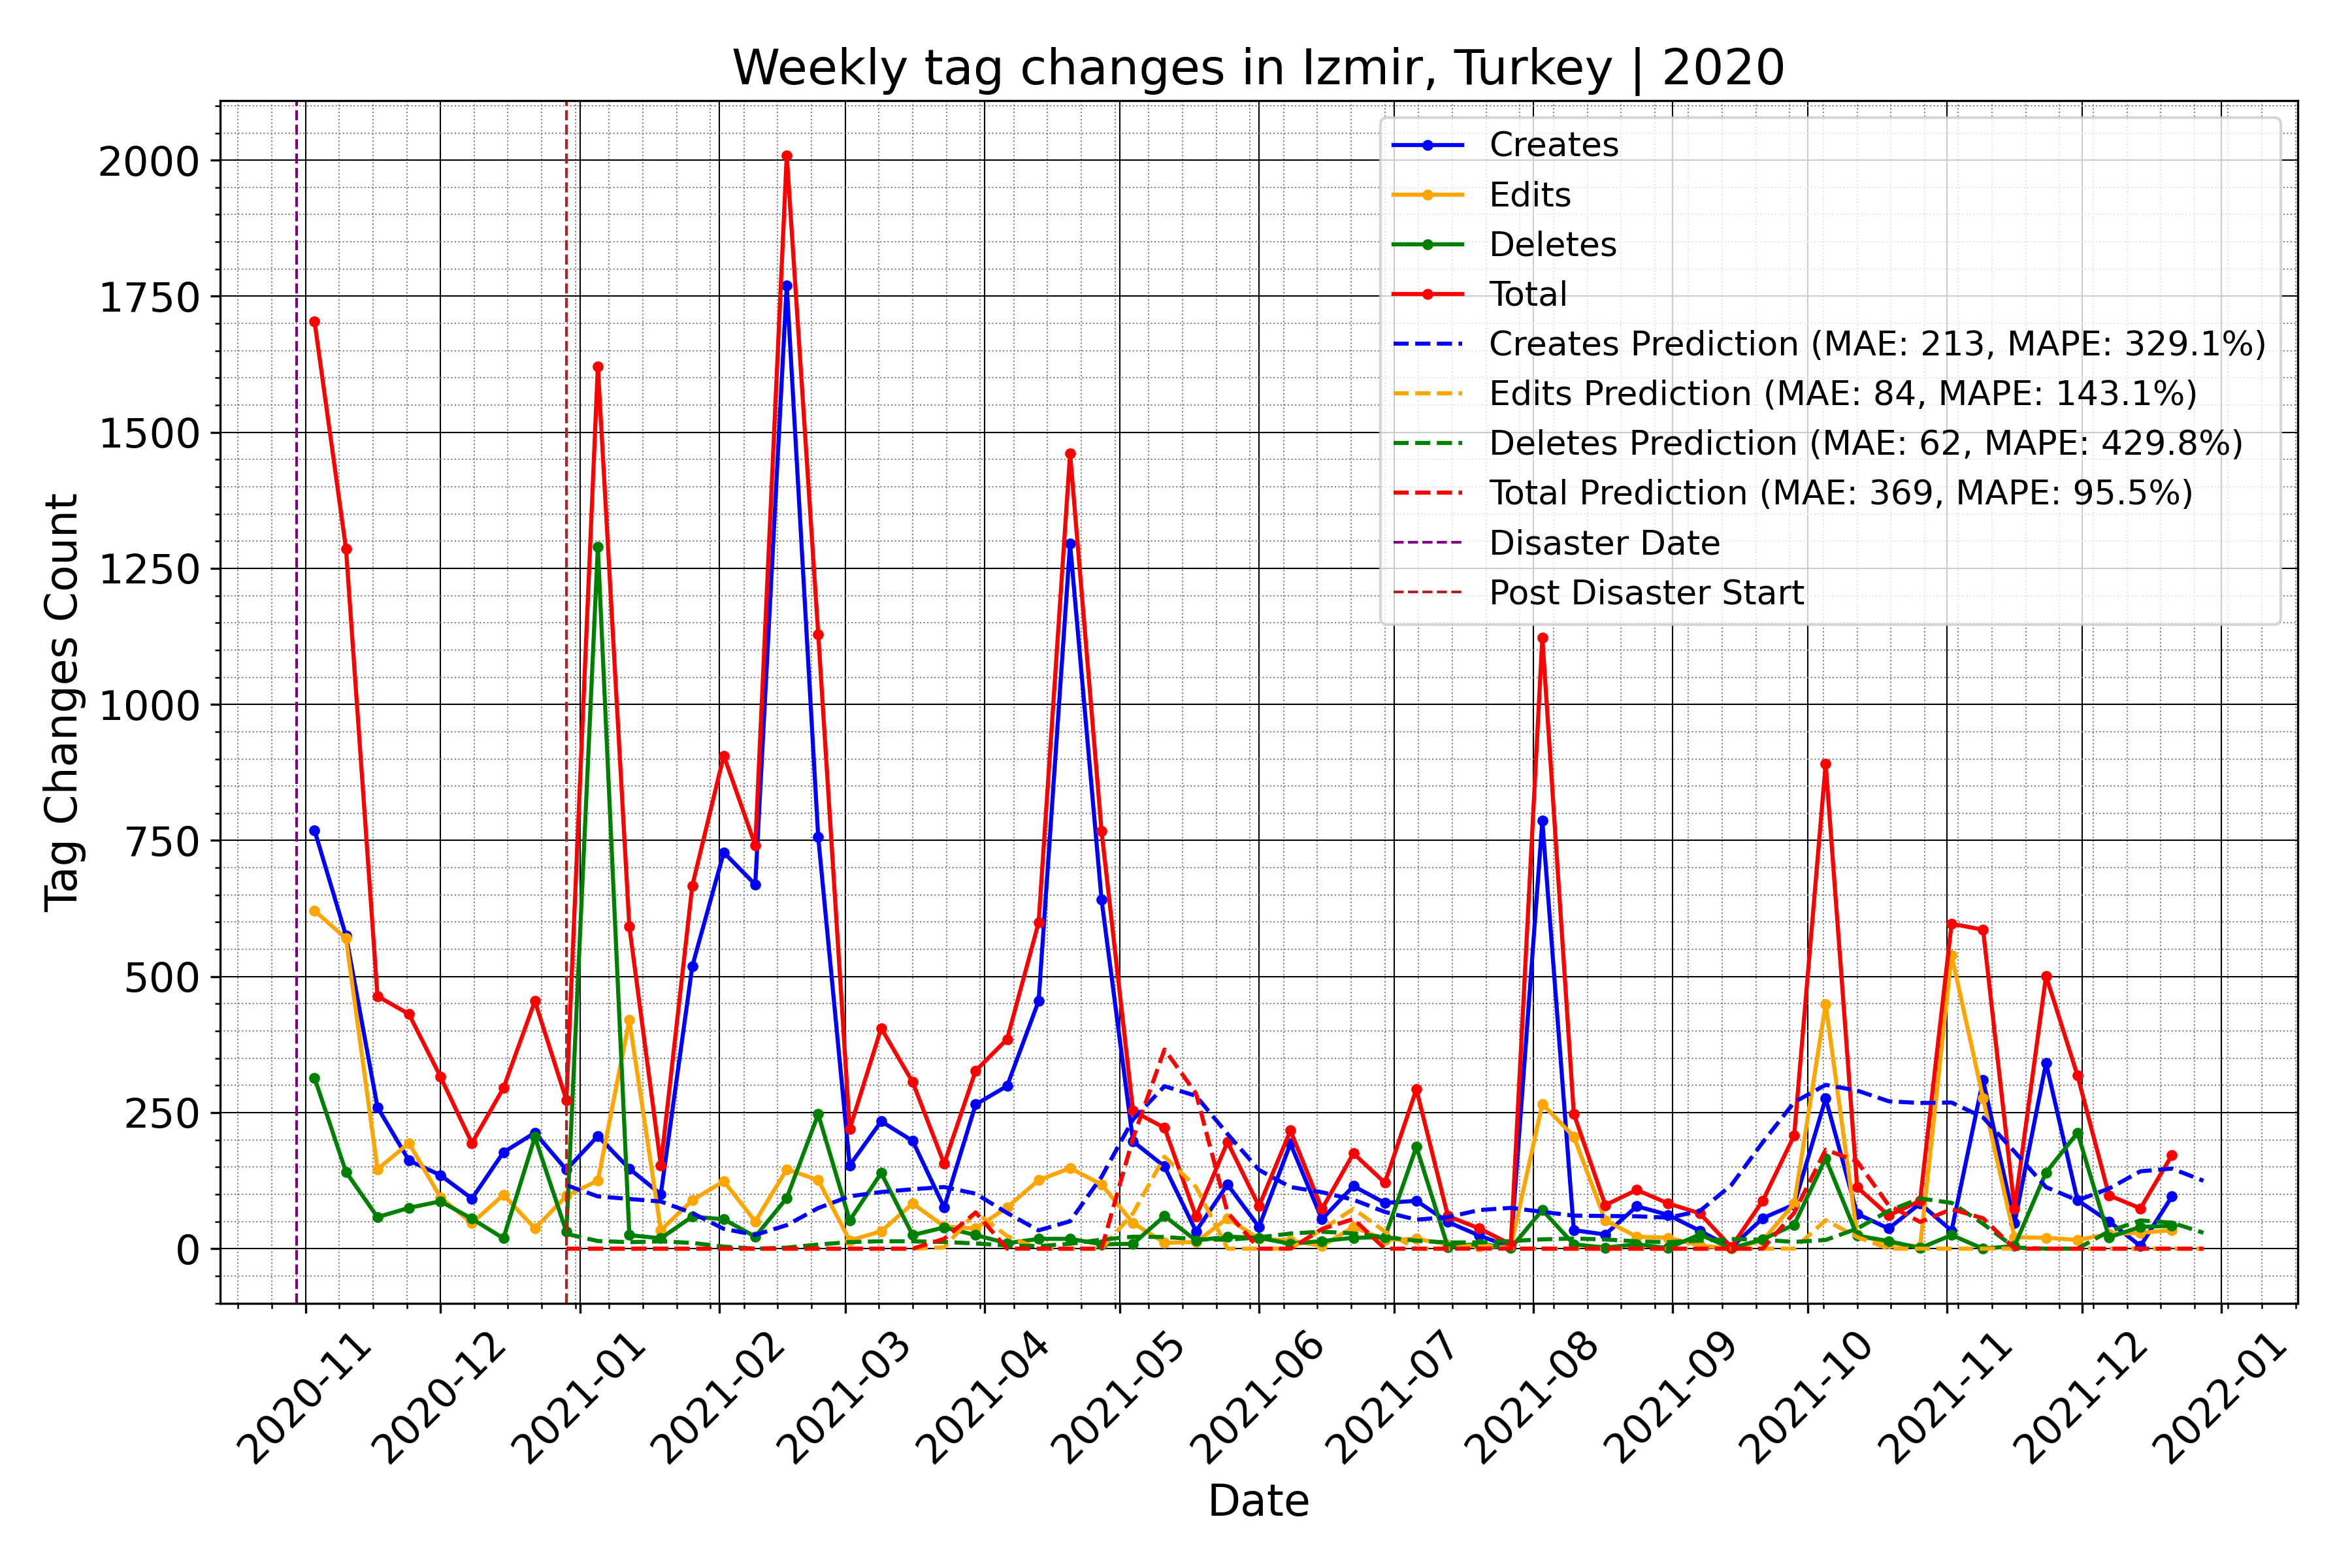 Weekly tag changes in Izmir, Turkey | 2020
Tag Changes Count
2000
1750
1500
1250
1000
750
500
250
0
Creates
Edits
Deletes
Total
Creates Prediction (MAE: 213, MAPE: 329.1%)
Edits Prediction (MAE: 84, MAPE: 143.1%)
Deletes Prediction (MAE: 62, MAPE: 429.8%)
Total Prediction (MAE: 369, MAPE: 95.5%)
Disaster Date
Post Disaster Start
2020-11
2020-12
2021-01
2021-02
2021-03
2021-04
2021-05
2021-06
2021-07
2021-08
2021-09
2021-10
2021-11
2021-12
2022-01
Date